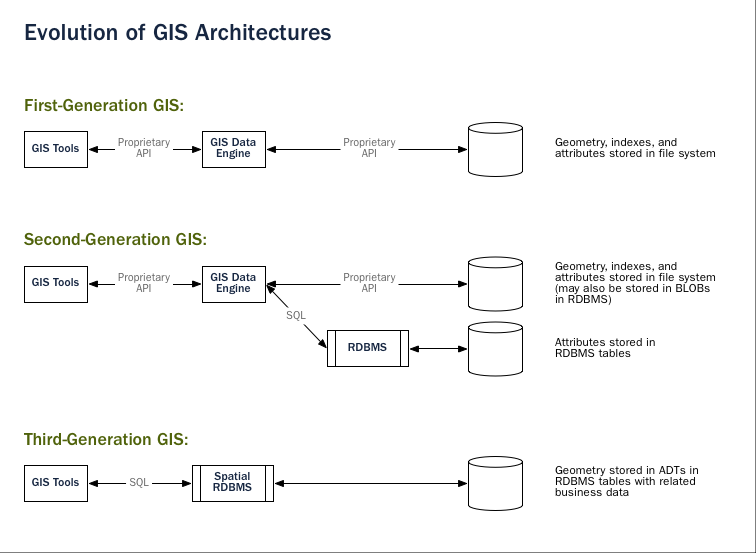 Evolution of GIS Architectures
First-Generation GIS:
GIS Tools
Proprietary
API
GIS Data
Engine
Proprietary
API
Geometry, indexes, and
attributes stored in file system
Second-Generation GIS:
GIS Tools
Proprietary
API
GIS Data
Engine
Proprietary
API
Geometry, indexes, and
attributes stored in file system
(may also be stored in BLOBs
in RDBMS)
SQL
RDBMS
Attributes stored in
RDBMS tables
Third-Generation GIS:
GIS Tools
SQL
Spatial
RDBMS
Geometry stored in ADTs in
RDBMS tables with related
business data